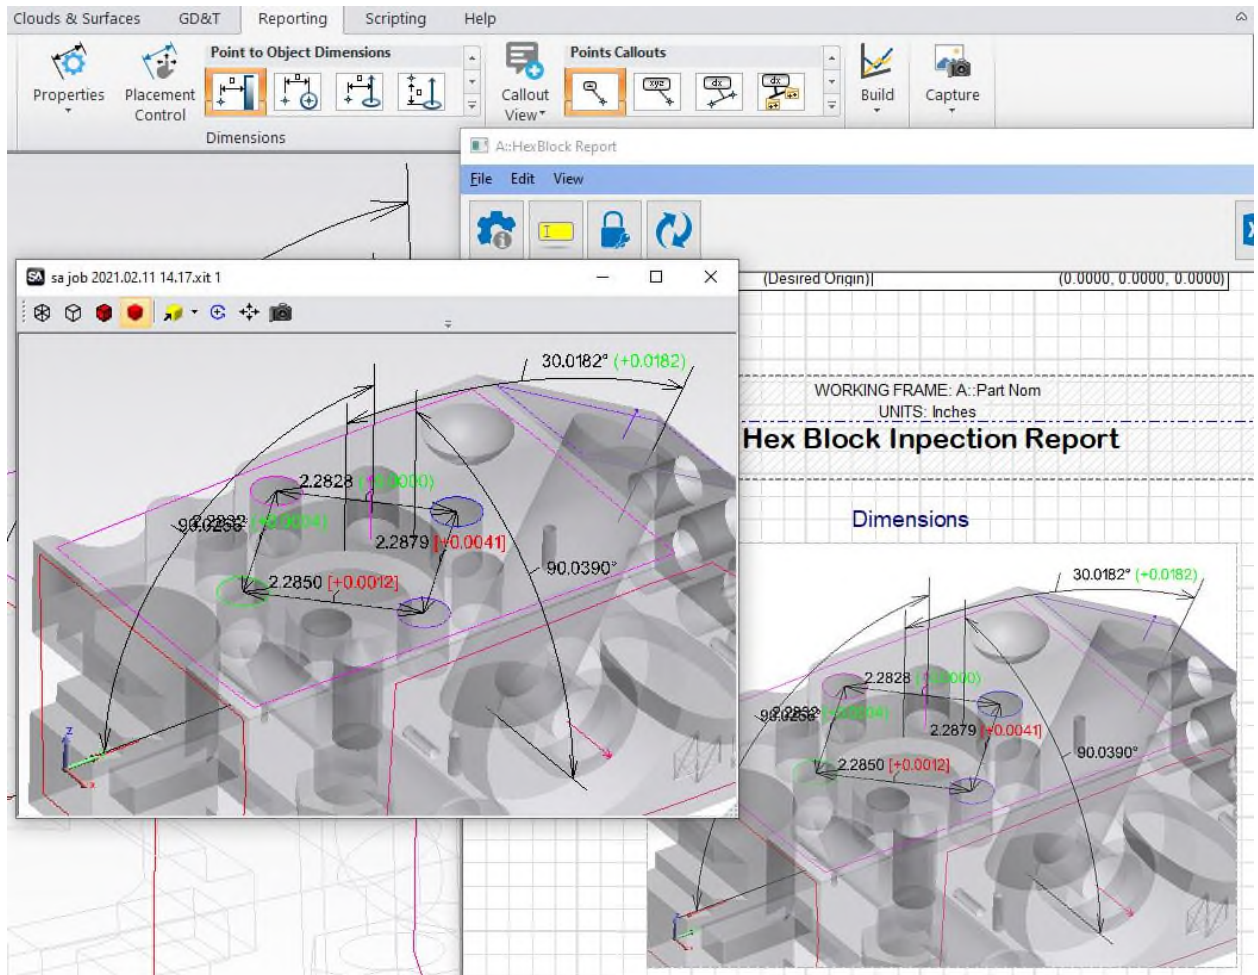 Clouds & Surfaces GD&T Reporting Scripting Help
Properties
Placement
Control
Point to Object Dimensions
Dimensions
Callout
View
Points Callouts
xyz
dx
dx
Build
Capture
A::HexBlock Report
File Edit View
(Desired Origin) (0.0000, 0.0000, 0.0000)
WORKING FRAME: A::Part Nom
UNITS: Inches
Hex Block Inpection Report
Dimensions
30.0182° (+0.0182)
2.2828
2.2879 [+0.0041]
2.2850 [+0.0012]
90.0390°
SA sa job 2021.02.11 14.17.xit 1
30.0182° (+0.0182)
2.2828
2.2879 [+0.0041]
2.2850 [+0.0012]
90.0390°
z
x